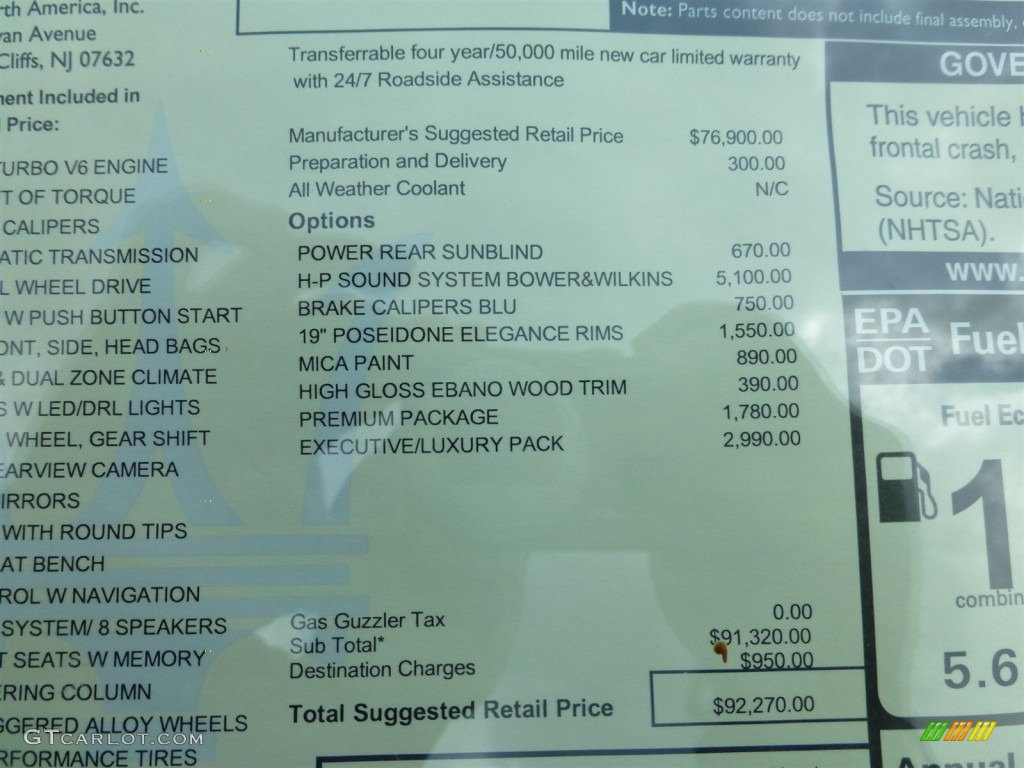 rth America, Inc.
van Avenue
Cliffs, NJ 07632
ment Included in
Price:
TURBO V6 ENGINE
T OF TORQUE
CALIPERS
ATIC TRANSMISSION
L WHEEL DRIVE
W PUSH BUTTON START
ONT, SIDE, HEAD BAGS
& DUAL ZONE CLIMATE
S W LED/DRL LIGHTS
WHEEL, GEAR SHIFT
EARVIEW CAMERA
IRRORS
WITH ROUND TIPS
AT BENCH
ROL W NAVIGATION
SYSTEM/ 8 SPEAKERS
T SEATS W MEMORY
ERING COLUMN
GGERED ALLOY WHEELS
RFORMANCE TIRES
Note: Parts content does not include final assembly,
Transferrable four year/50,000 mile new car limited warranty
with 24/7 Roadside Assistance
Manufacturer's Suggested Retail Price $76,900.00
Preparation and Delivery 300.00
All Weather Coolant N/C
Options
POWER REAR SUNBLIND 670.00
H-P SOUND SYSTEM BOWER&WILKINS 5,100.00
BRAKE CALIPERS BLU 750.00
19" POSEIDONE ELEGANCE RIMS 1,550.00
MICA PAINT 890.00
HIGH GLOSS EBANO WOOD TRIM 390.00
PREMIUM PACKAGE 1,780.00
EXECUTIVE/LUXURY PACK 2,990.00
Gas Guzzler Tax 0.00
Sub Total* $91,320.00
Destination Charges $950.00
Total Suggested Retail Price $92,270.00
GOVE
This vehicle
frontal crash,
Source: Nati
(NHTSA).
www.
EPA
DOT
Fuel
Fuel Ec
1
combin
5.6
Annual
GTCARLOT.COM